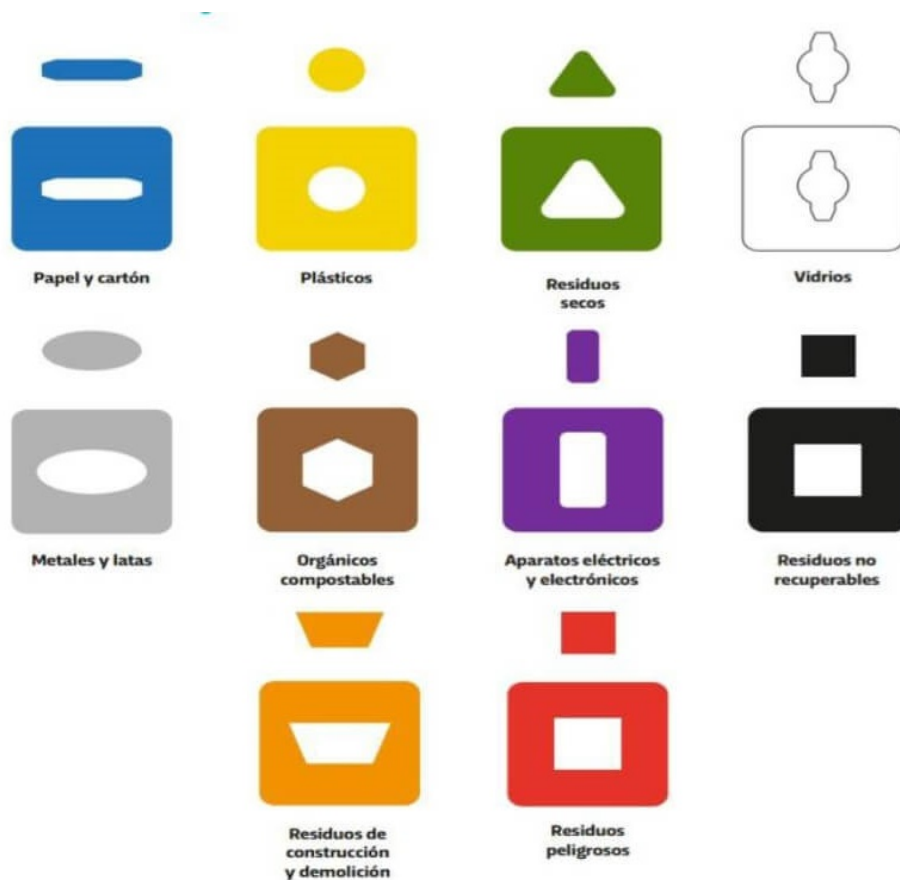 Papel y cartón
Plásticos
Residuos
secos
Vidrios
Metales y latas
Orgánicos
compostables
Aparatos eléctricos
y electrónicos
Residuos no
recuperables
Residuos de
construcción
y demolición
Residuos
peligrosos